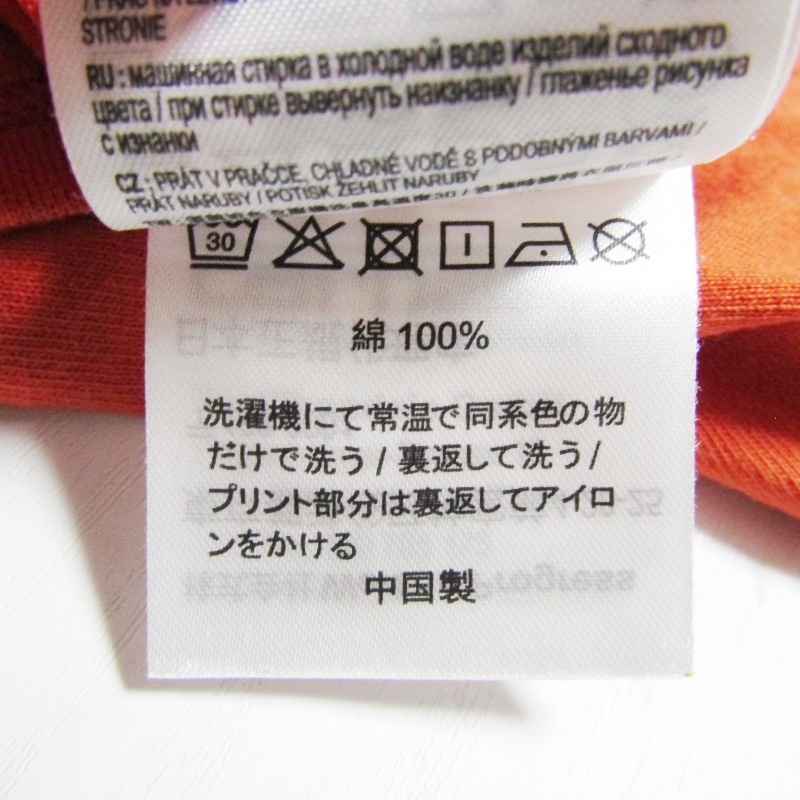 STRONIE
RU : машинная стирка в холодной воде изделий сходного
цвета / при стирке вывернуть наизнанку / глаженье рисунка
с изнанки
CZ : PRÁT V PRAČCE, CHLADNÉ VODĚ S PODOBNÝMI BARVAMI /
PRÁT NARUBY / POTISK ŽEHLIT NARUBY
30
綿 100%
洗濯機にて常温で同系色の物
だけで洗う / 裏返して洗う /
プリント部分は裏返してアイロ
ンをかける
中国製